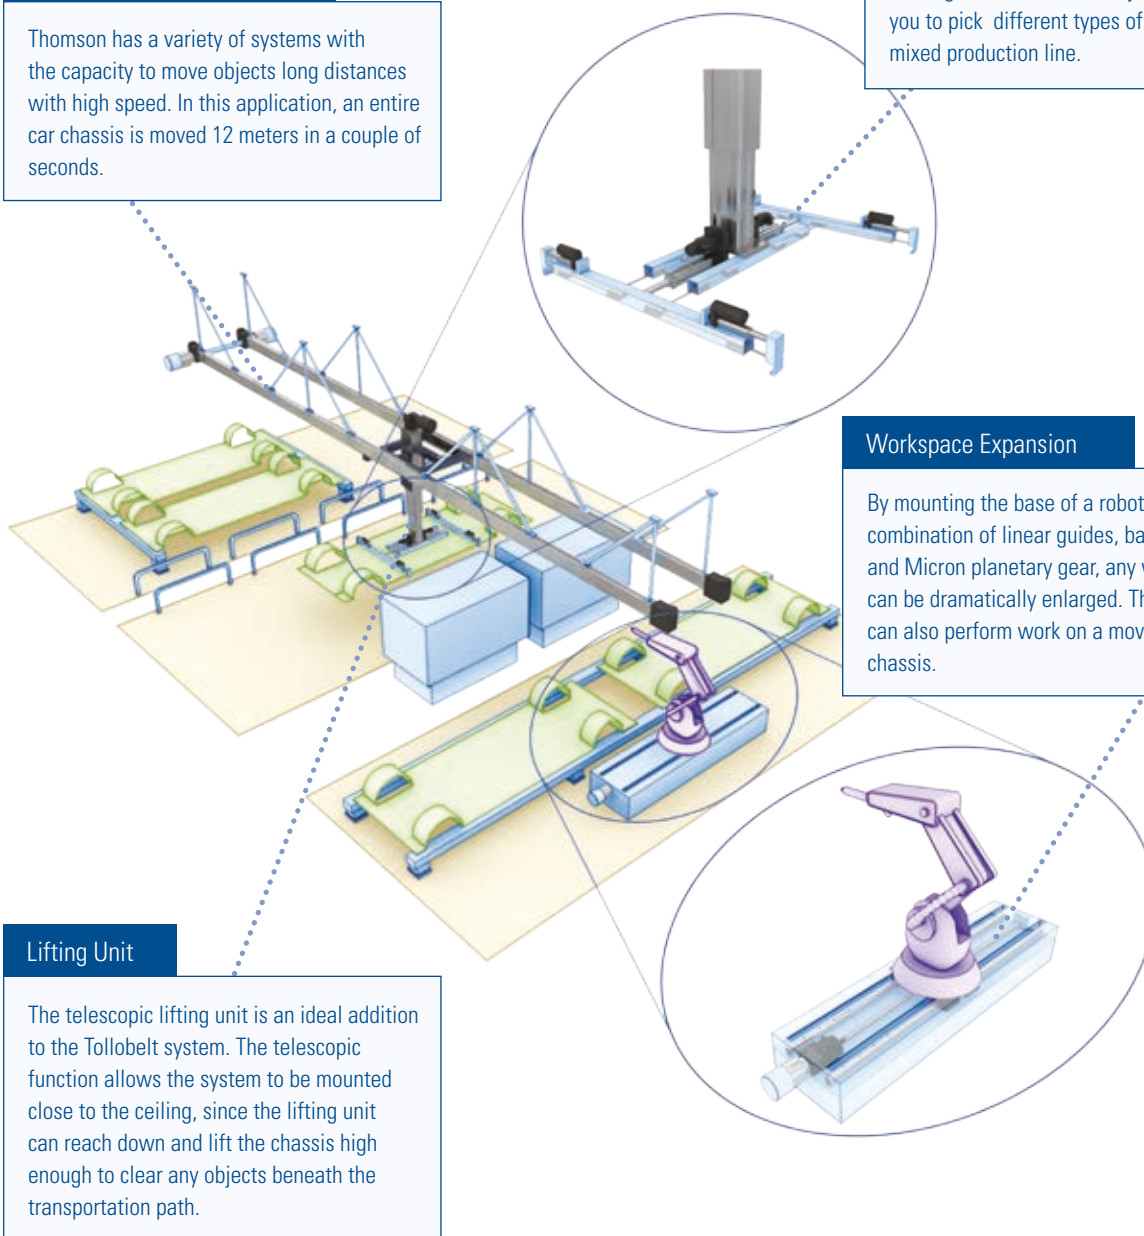 Thomson has a variety of systems with
the capacity to move objects long distances
with high speed. In this application, an entire
car chassis is moved 12 meters in a couple of
seconds.
you to pick different types of
mixed production line.
Workspace Expansion
By mounting the base of a robot
combination of linear guides, ba
and Micron planetary gear, any
can be dramatically enlarged. Th
can also perform work on a mov
chassis.
Lifting Unit
The telescopic lifting unit is an ideal addition
to the Tollobelt system. The telescopic
function allows the system to be mounted
close to the ceiling, since the lifting unit
can reach down and lift the chassis high
enough to clear any objects beneath the
transportation path.